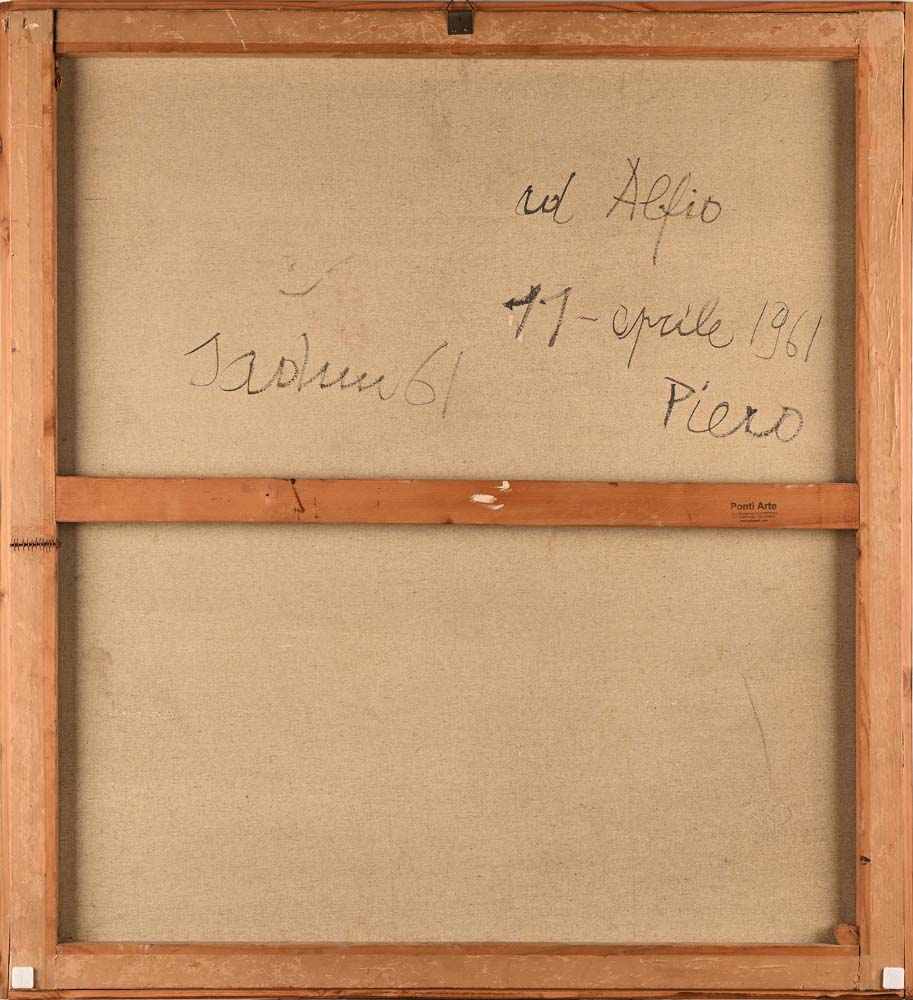 ad Alfio
11 - aprile 1961
Sadun 61
Piero
Ponti Arte